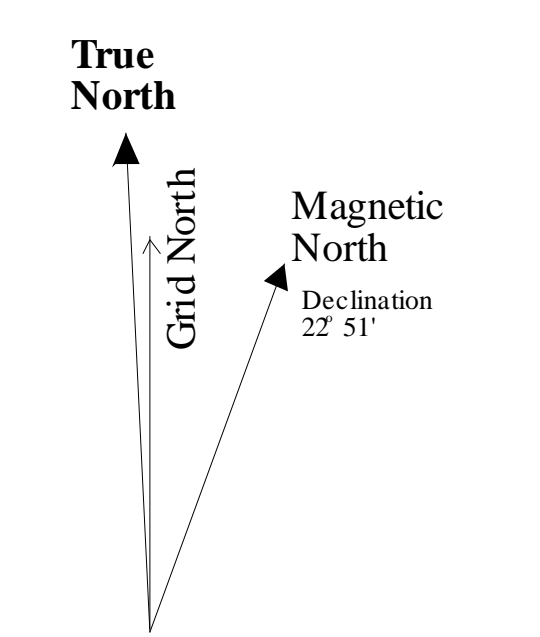 True
North
Grid North
Magnetic
North
Declination
22° 51'